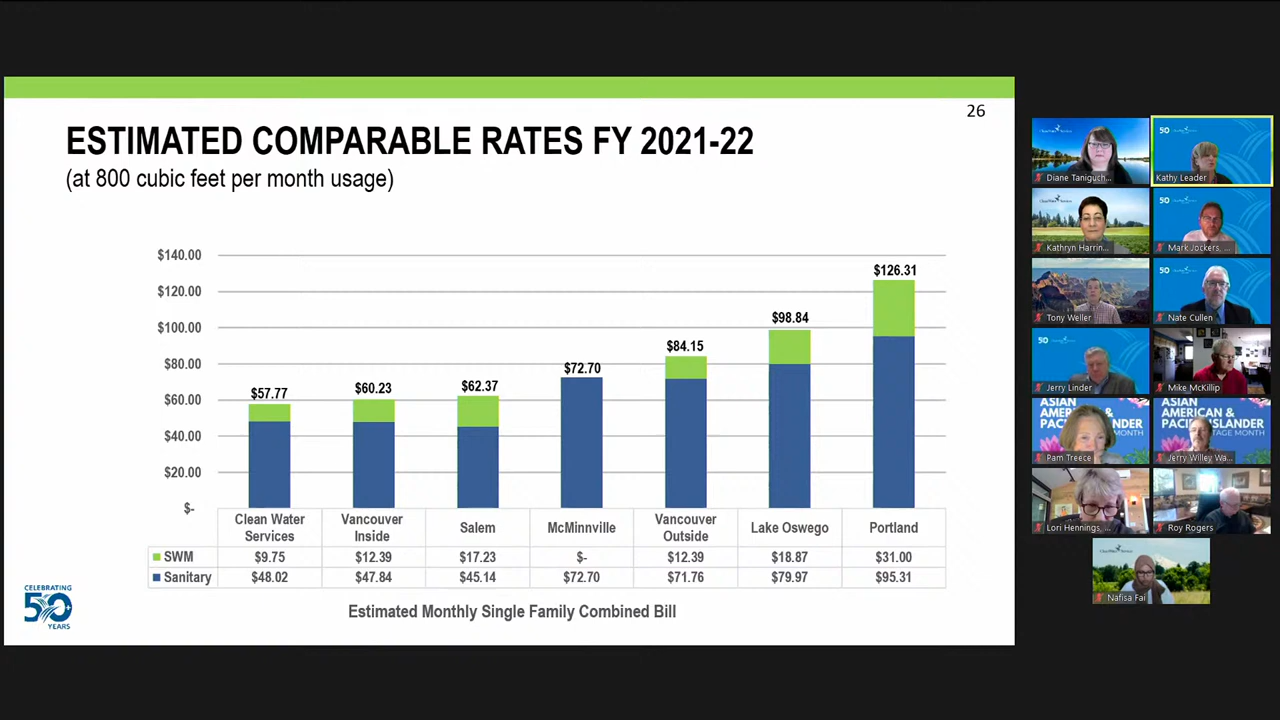 26
ESTIMATED COMPARABLE RATES FY 2021-22
(at 800 cubic feet per month usage)
$140.00
$120.00
$100.00
$80.00
$60.00
$40.00
$20.00
$-
$57.77
$60.23
$62.37
$72.70
$84.15
$98.84
$126.31
Clean Water Services
Vancouver Inside
Salem
McMinnville
Vancouver Outside
Lake Oswego
Portland
SWM $9.75 $12.39 $17.23 $- $12.39 $18.87 $31.00
Sanitary $48.02 $47.84 $45.14 $72.70 $71.76 $79.97 $95.31
Estimated Monthly Single Family Combined Bill
CELEBRATING
50
YEARS
Diane Taniguch...
50
Kathy Leader
Kathryn Harrin...
50
Mark Jockers, ...
Tony Weller
50
Nate Cullen
50
Jerry Linder
Mike McKillip
ASIAN
AMERICAN &
Pam Treece
ASIAN
AMERICAN &
Jerry Willey Wa...
Lori Hennings, ...
Roy Rogers
Nafisa Fai